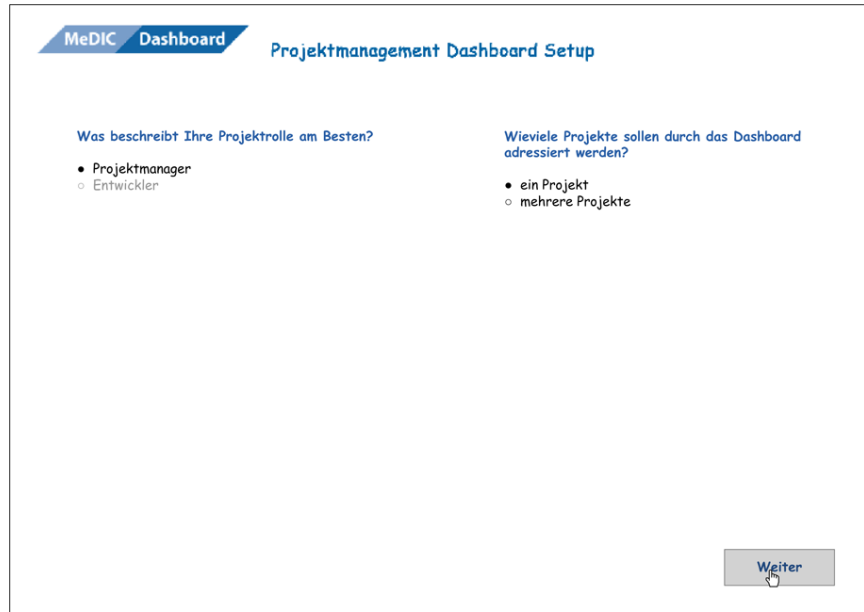 MeDIC Dashboard
Projektmanagement Dashboard Setup
Was beschreibt Ihre Projektrolle am Besten?
Projektmanager
Entwickler
Wieviele Projekte sollen durch das Dashboard
adressiert werden?
ein Projekt
mehrere Projekte
Weiter